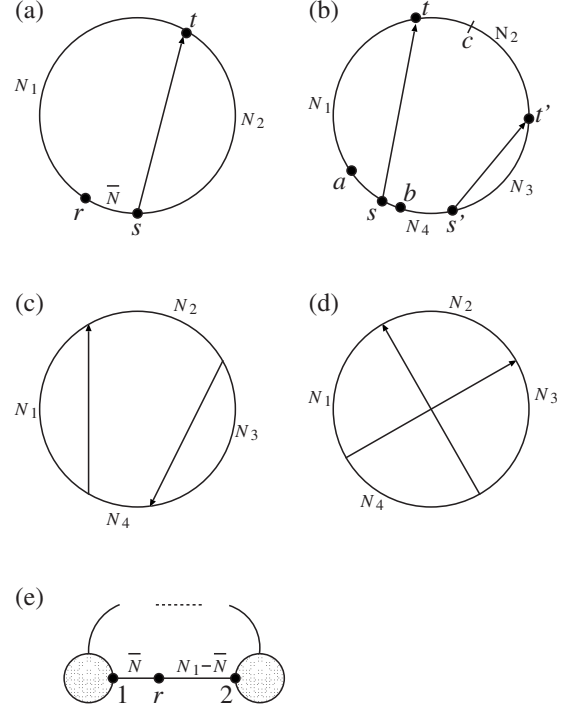 (a)
t
N₁
N₂
N̅
r
s
(b)
t
c
N₂
N₁
t'
a
b
N₃
s
N₄
s'
(c)
N₂
N₁
N₃
N₄
(d)
N₂
N₁
N₃
N₄
(e)
N̅
N₁−N̅
1
r
2